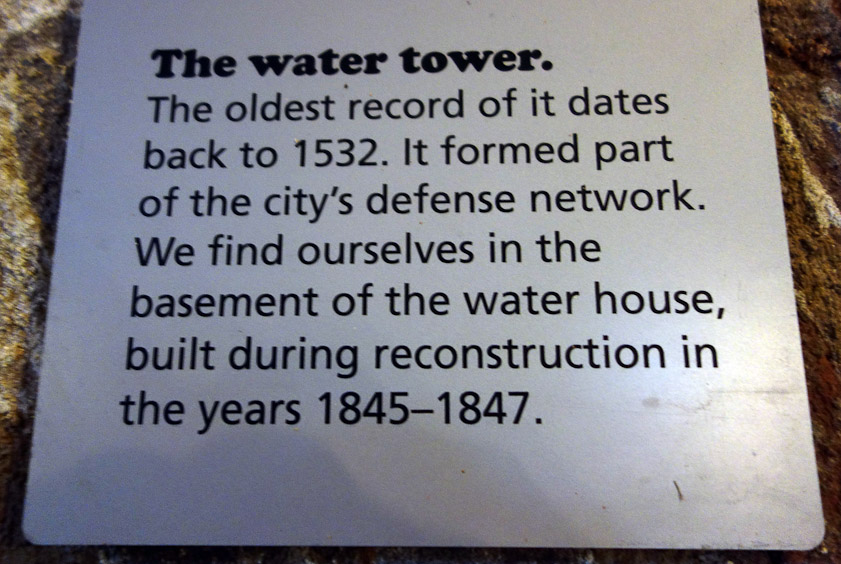 The water tower.
The oldest record of it dates
back to 1532. It formed part
of the city's defense network.
We find ourselves in the
basement of the water house,
built during reconstruction in
the years 1845–1847.